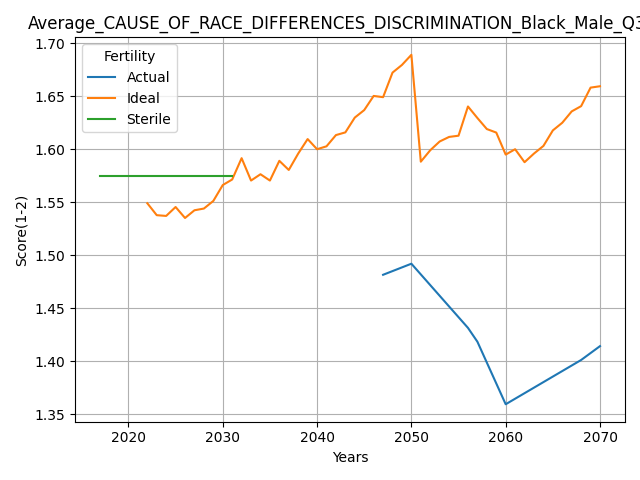 Average_CAUSE_OF_RACE_DIFFERENCES_DISCRIMINATION_Black_Male_Q3
Fertility
Actual
Ideal
Sterile
Score(1-2)
1.70
1.65
1.60
1.55
1.50
1.45
1.40
1.35
2020 2030 2040 2050 2060 2070
Years